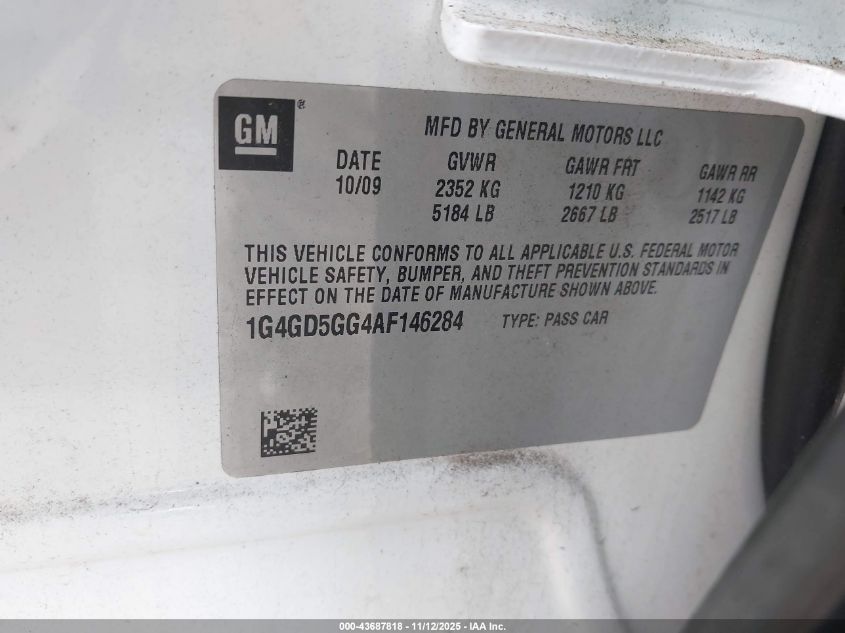 GM ®
MFD BY GENERAL MOTORS LLC
DATE GVWR GAWR FRT GAWR RR
10/09 2352 KG 1210 KG 1142 KG
5184 LB 2667 LB 2517 LB
THIS VEHICLE CONFORMS TO ALL APPLICABLE U.S. FEDERAL MOTOR
VEHICLE SAFETY, BUMPER, AND THEFT PREVENTION STANDARDS IN
EFFECT ON THE DATE OF MANUFACTURE SHOWN ABOVE.
1G4GD5GG4AF146284 TYPE: PASS CAR
000-43687818 - 11/12/2025 - IAA Inc.